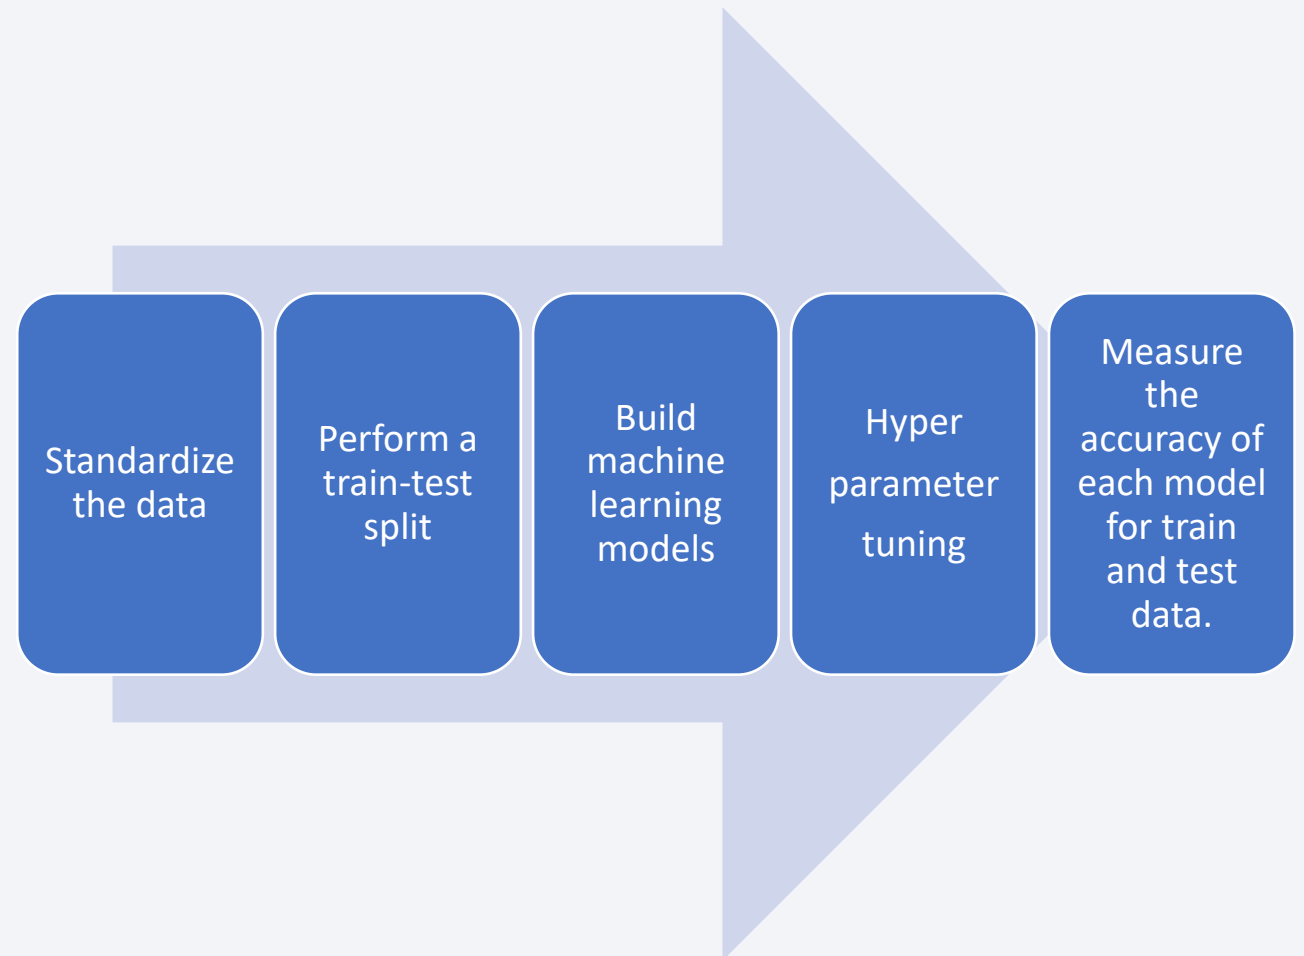 Standardize
the data
Perform a
train-test
split
Build
machine
learning
models
Hyper
parameter
tuning
Measure
the
accuracy of
each model
for train
and test
data.